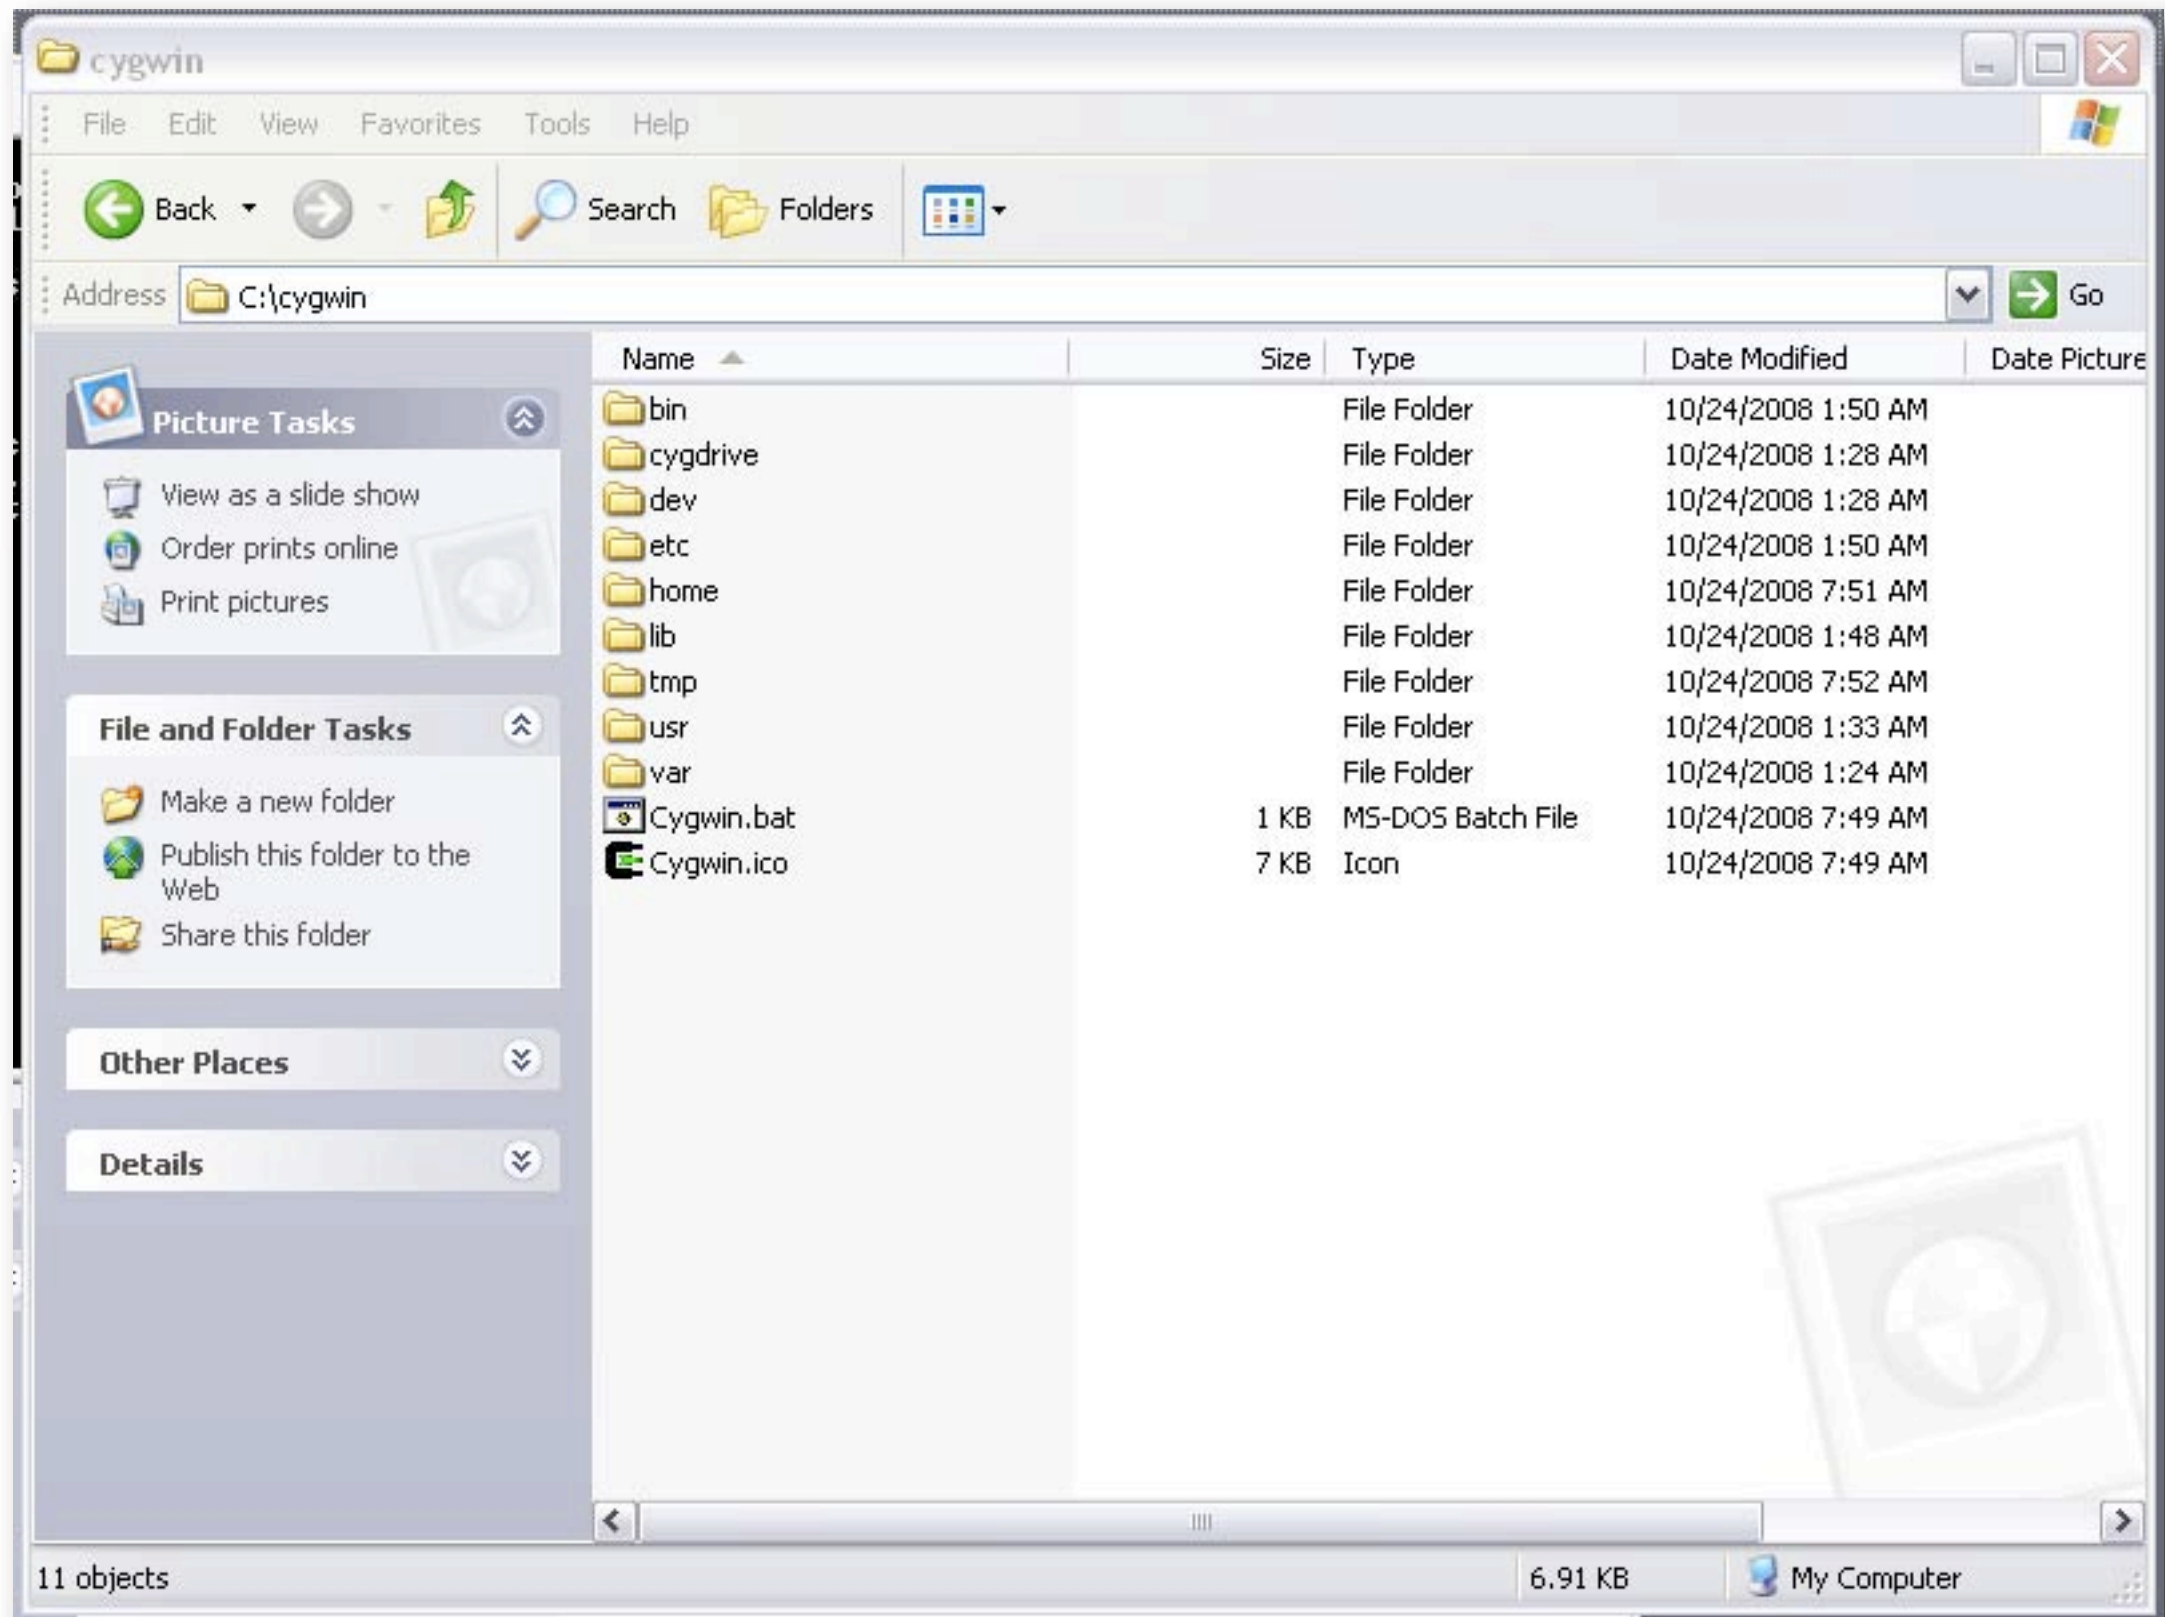 cygwin
File Edit View Favorites Tools Help
Back Search Folders
Address C:\cygwin Go
Picture Tasks
View as a slide show
Order prints online
Print pictures
File and Folder Tasks
Make a new folder
Publish this folder to the
Web
Share this folder
Other Places
Details
Name Size Type Date Modified Date Picture
bin File Folder 10/24/2008 1:50 AM
cygdrive File Folder 10/24/2008 1:28 AM
dev File Folder 10/24/2008 1:28 AM
etc File Folder 10/24/2008 1:50 AM
home File Folder 10/24/2008 7:51 AM
lib File Folder 10/24/2008 1:48 AM
tmp File Folder 10/24/2008 7:52 AM
usr File Folder 10/24/2008 1:33 AM
var File Folder 10/24/2008 1:24 AM
Cygwin.bat 1 KB MS-DOS Batch File 10/24/2008 7:49 AM
Cygwin.ico 7 KB Icon 10/24/2008 7:49 AM
11 objects 6.91 KB My Computer